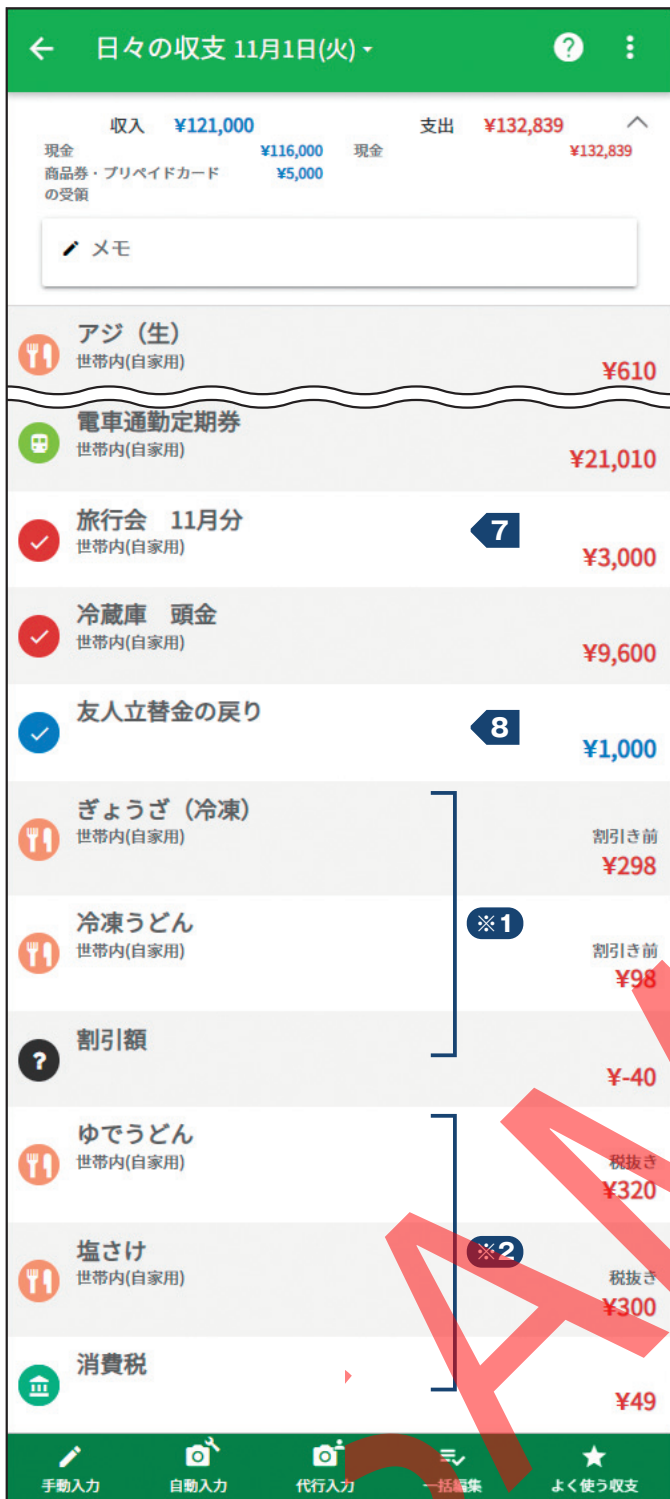 日々の収支 11月1日(火)
?
収入 ¥121,000 支出 ¥132,839
現金 ¥116,000 現金 ¥132,839
商品券・プリペイドカード ¥5,000
の受領
メモ
アジ（生）
世帯内(自家用)
¥610
電車通勤定期券
世帯内(自家用)
¥21,010
旅行会　11月分
世帯内(自家用)
7
¥3,000
冷蔵庫　頭金
世帯内(自家用)
¥9,600
友人立替金の戻り
8
¥1,000
ぎょうざ（冷凍）
世帯内(自家用)
割引き前
¥298
※1
冷凍うどん
世帯内(自家用)
割引き前
¥98
割引額
?
¥-40
ゆでうどん
世帯内(自家用)
税抜き
¥320
※2
塩さけ
世帯内(自家用)
税抜き
¥300
消費税
¥49
手動入力 自動入力 代行入力 一括編集 よく使う収支